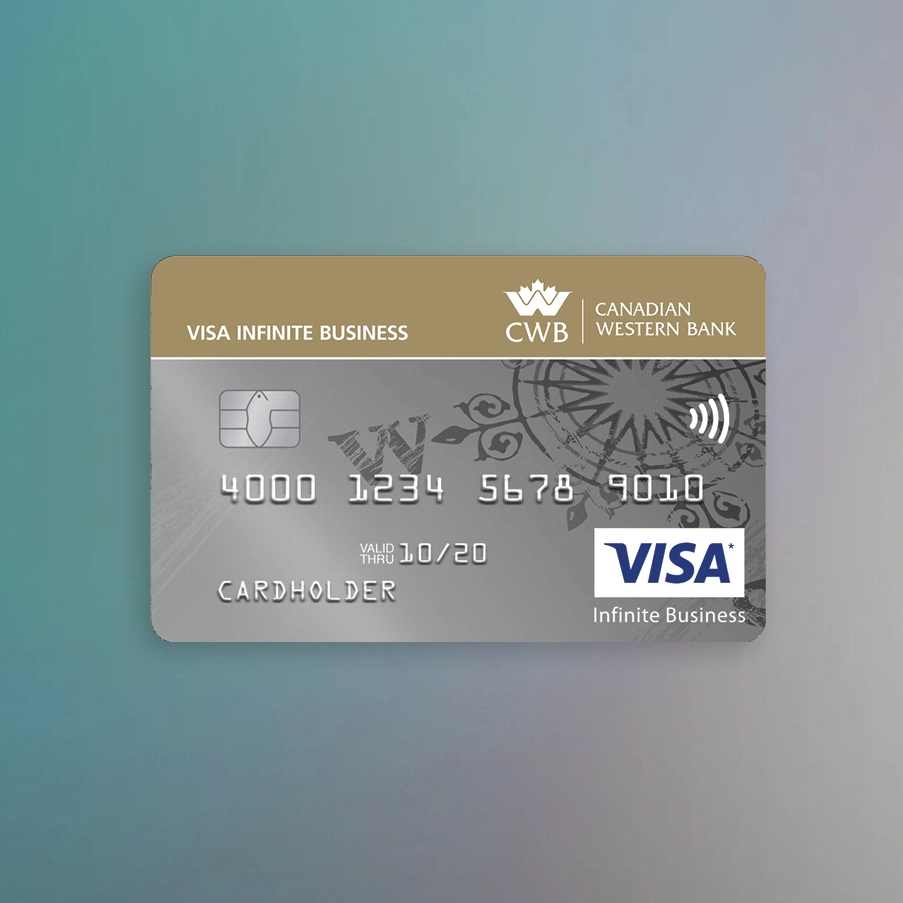 VISA INFINITE BUSINESS
CWB
CANADIAN
WESTERN BANK
W
4000 1234 5678 9010
VALID
THRU 10/20
CARDHOLDER
VISA*
Infinite Business